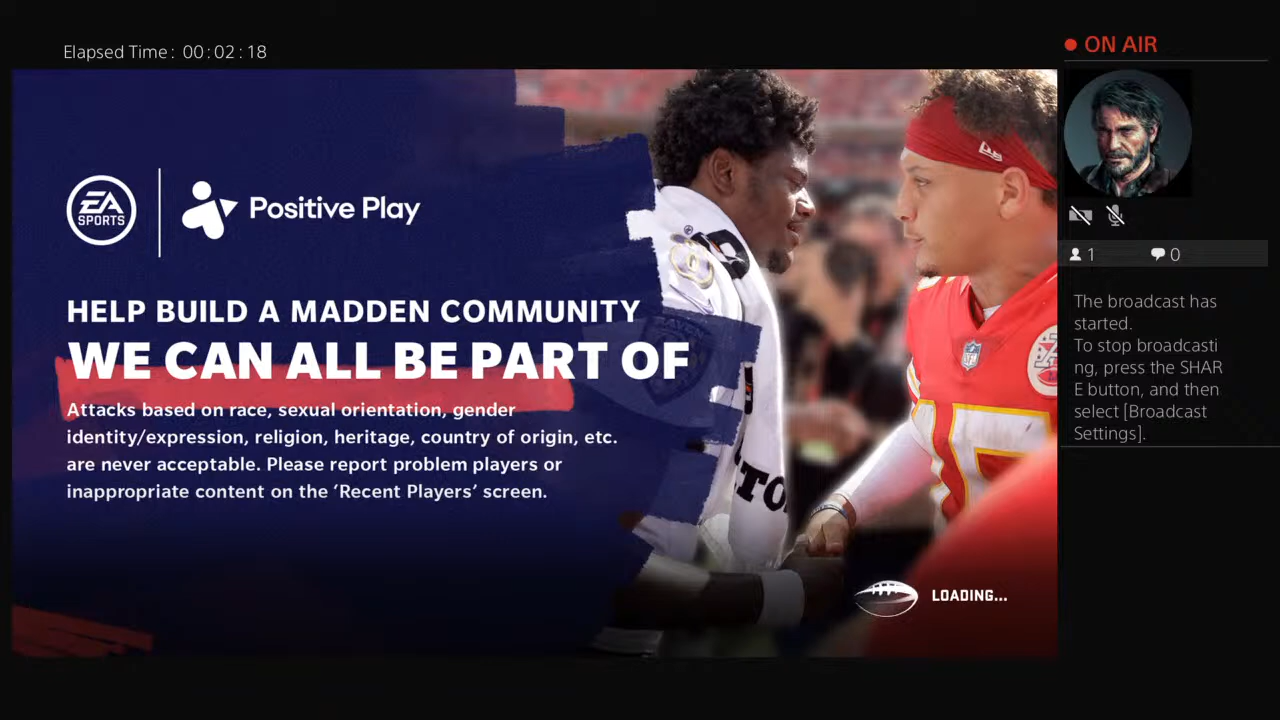 Elapsed Time: 00:02:18
ON AIR
EA
SPORTS
Positive Play
HELP BUILD A MADDEN COMMUNITY
WE CAN ALL BE PART OF
Attacks based on race, sexual orientation, gender
identity/expression, religion, heritage, country of origin, etc.
are never acceptable. Please report problem players or
inappropriate content on the ‘Recent Players’ screen.
LOADING...
NFL
15
1
0
The broadcast has
started.
To stop broadcasti
ng, press the SHAR
E button, and then
select [Broadcast
Settings].